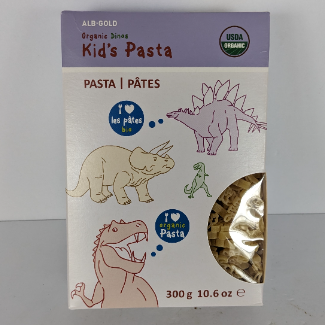 ALB·GOLD
Organic Dinos
Kid's Pasta
USDA
ORGANIC
PASTA | PÂTES
i
les pâtes
bio
i
organic
Pasta
300 g 10.6 oz ℮